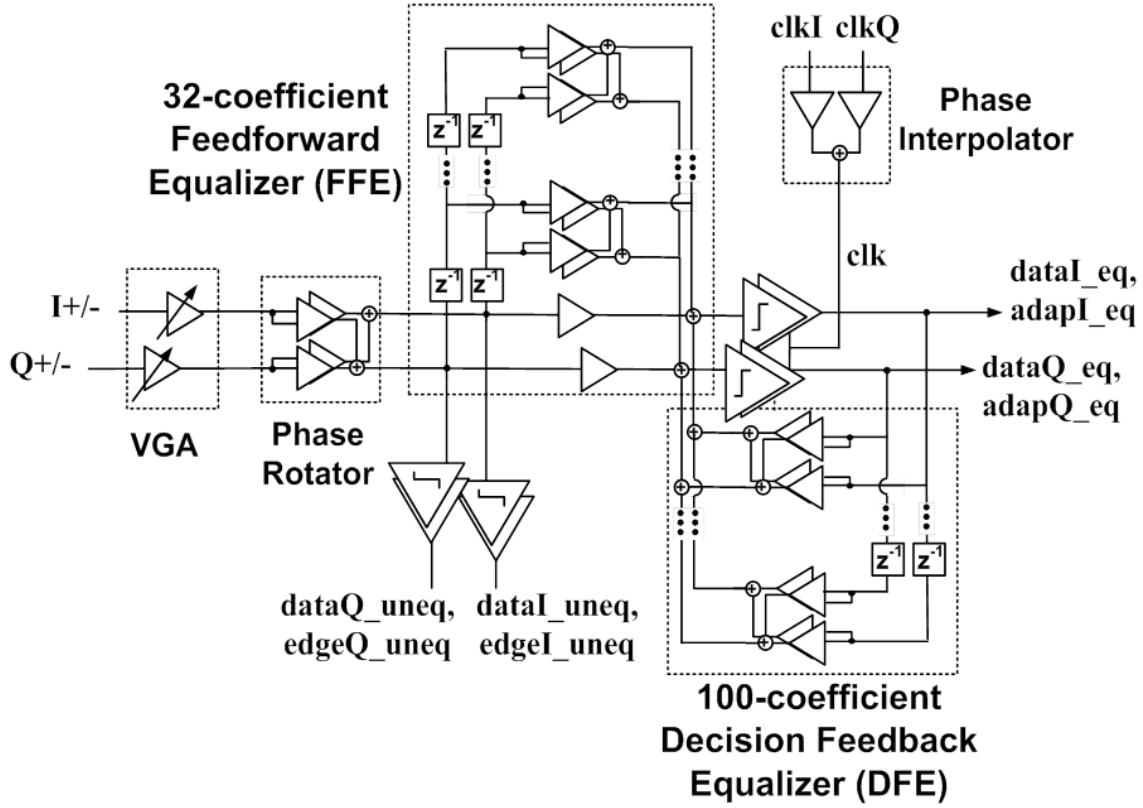 clkI clkQ
32-coefficient
Feedforward
Equalizer (FFE)
Phase
Interpolator
z-1 z-1
clk
z-1 z-1
dataI_eq,
adapI_eq
I+/-
Q+/-
dataQ_eq,
adapQ_eq
VGA
Phase
Rotator
z-1 z-1
dataQ_uneq, dataI_uneq,
edgeQ_uneq edgeI_uneq
100-coefficient
Decision Feedback
Equalizer (DFE)